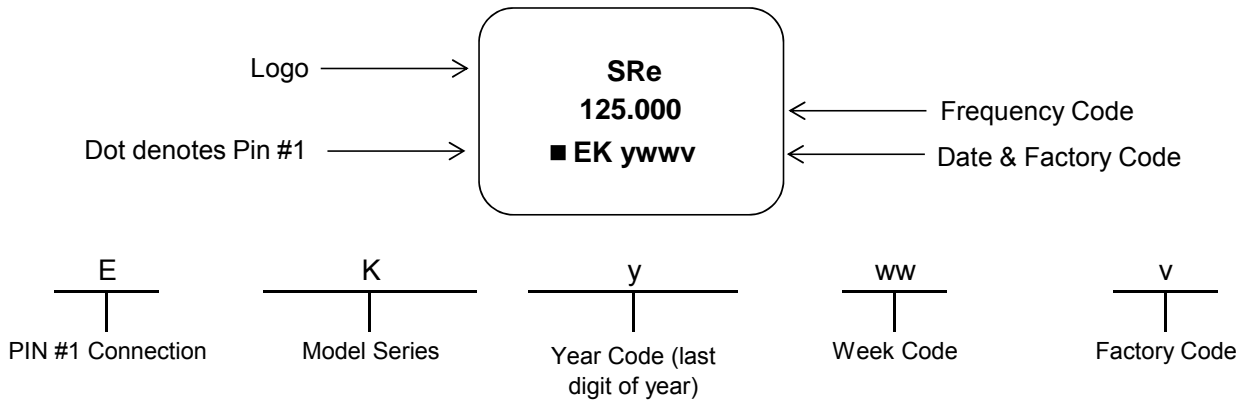 Logo
SRe
125.000
Frequency Code
Dot denotes Pin #1
■ EK ywwv
Date & Factory Code
E
K
y
ww
v
PIN #1 Connection
Model Series
Year Code (last
digit of year)
Week Code
Factory Code